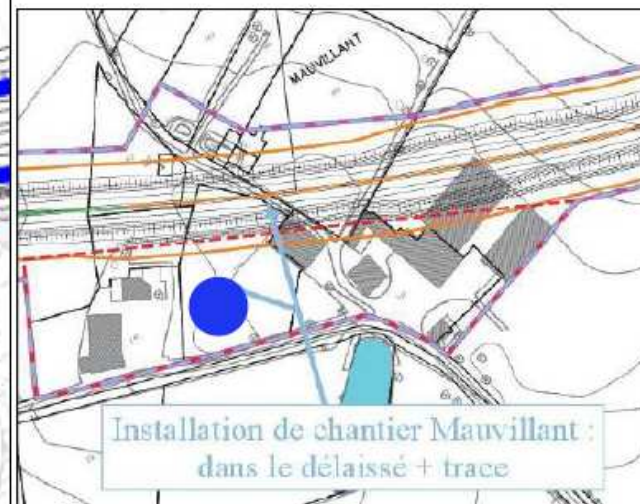 MAUVILLANT
Installation de chantier Mauvillant :
dans le délaissé + trace